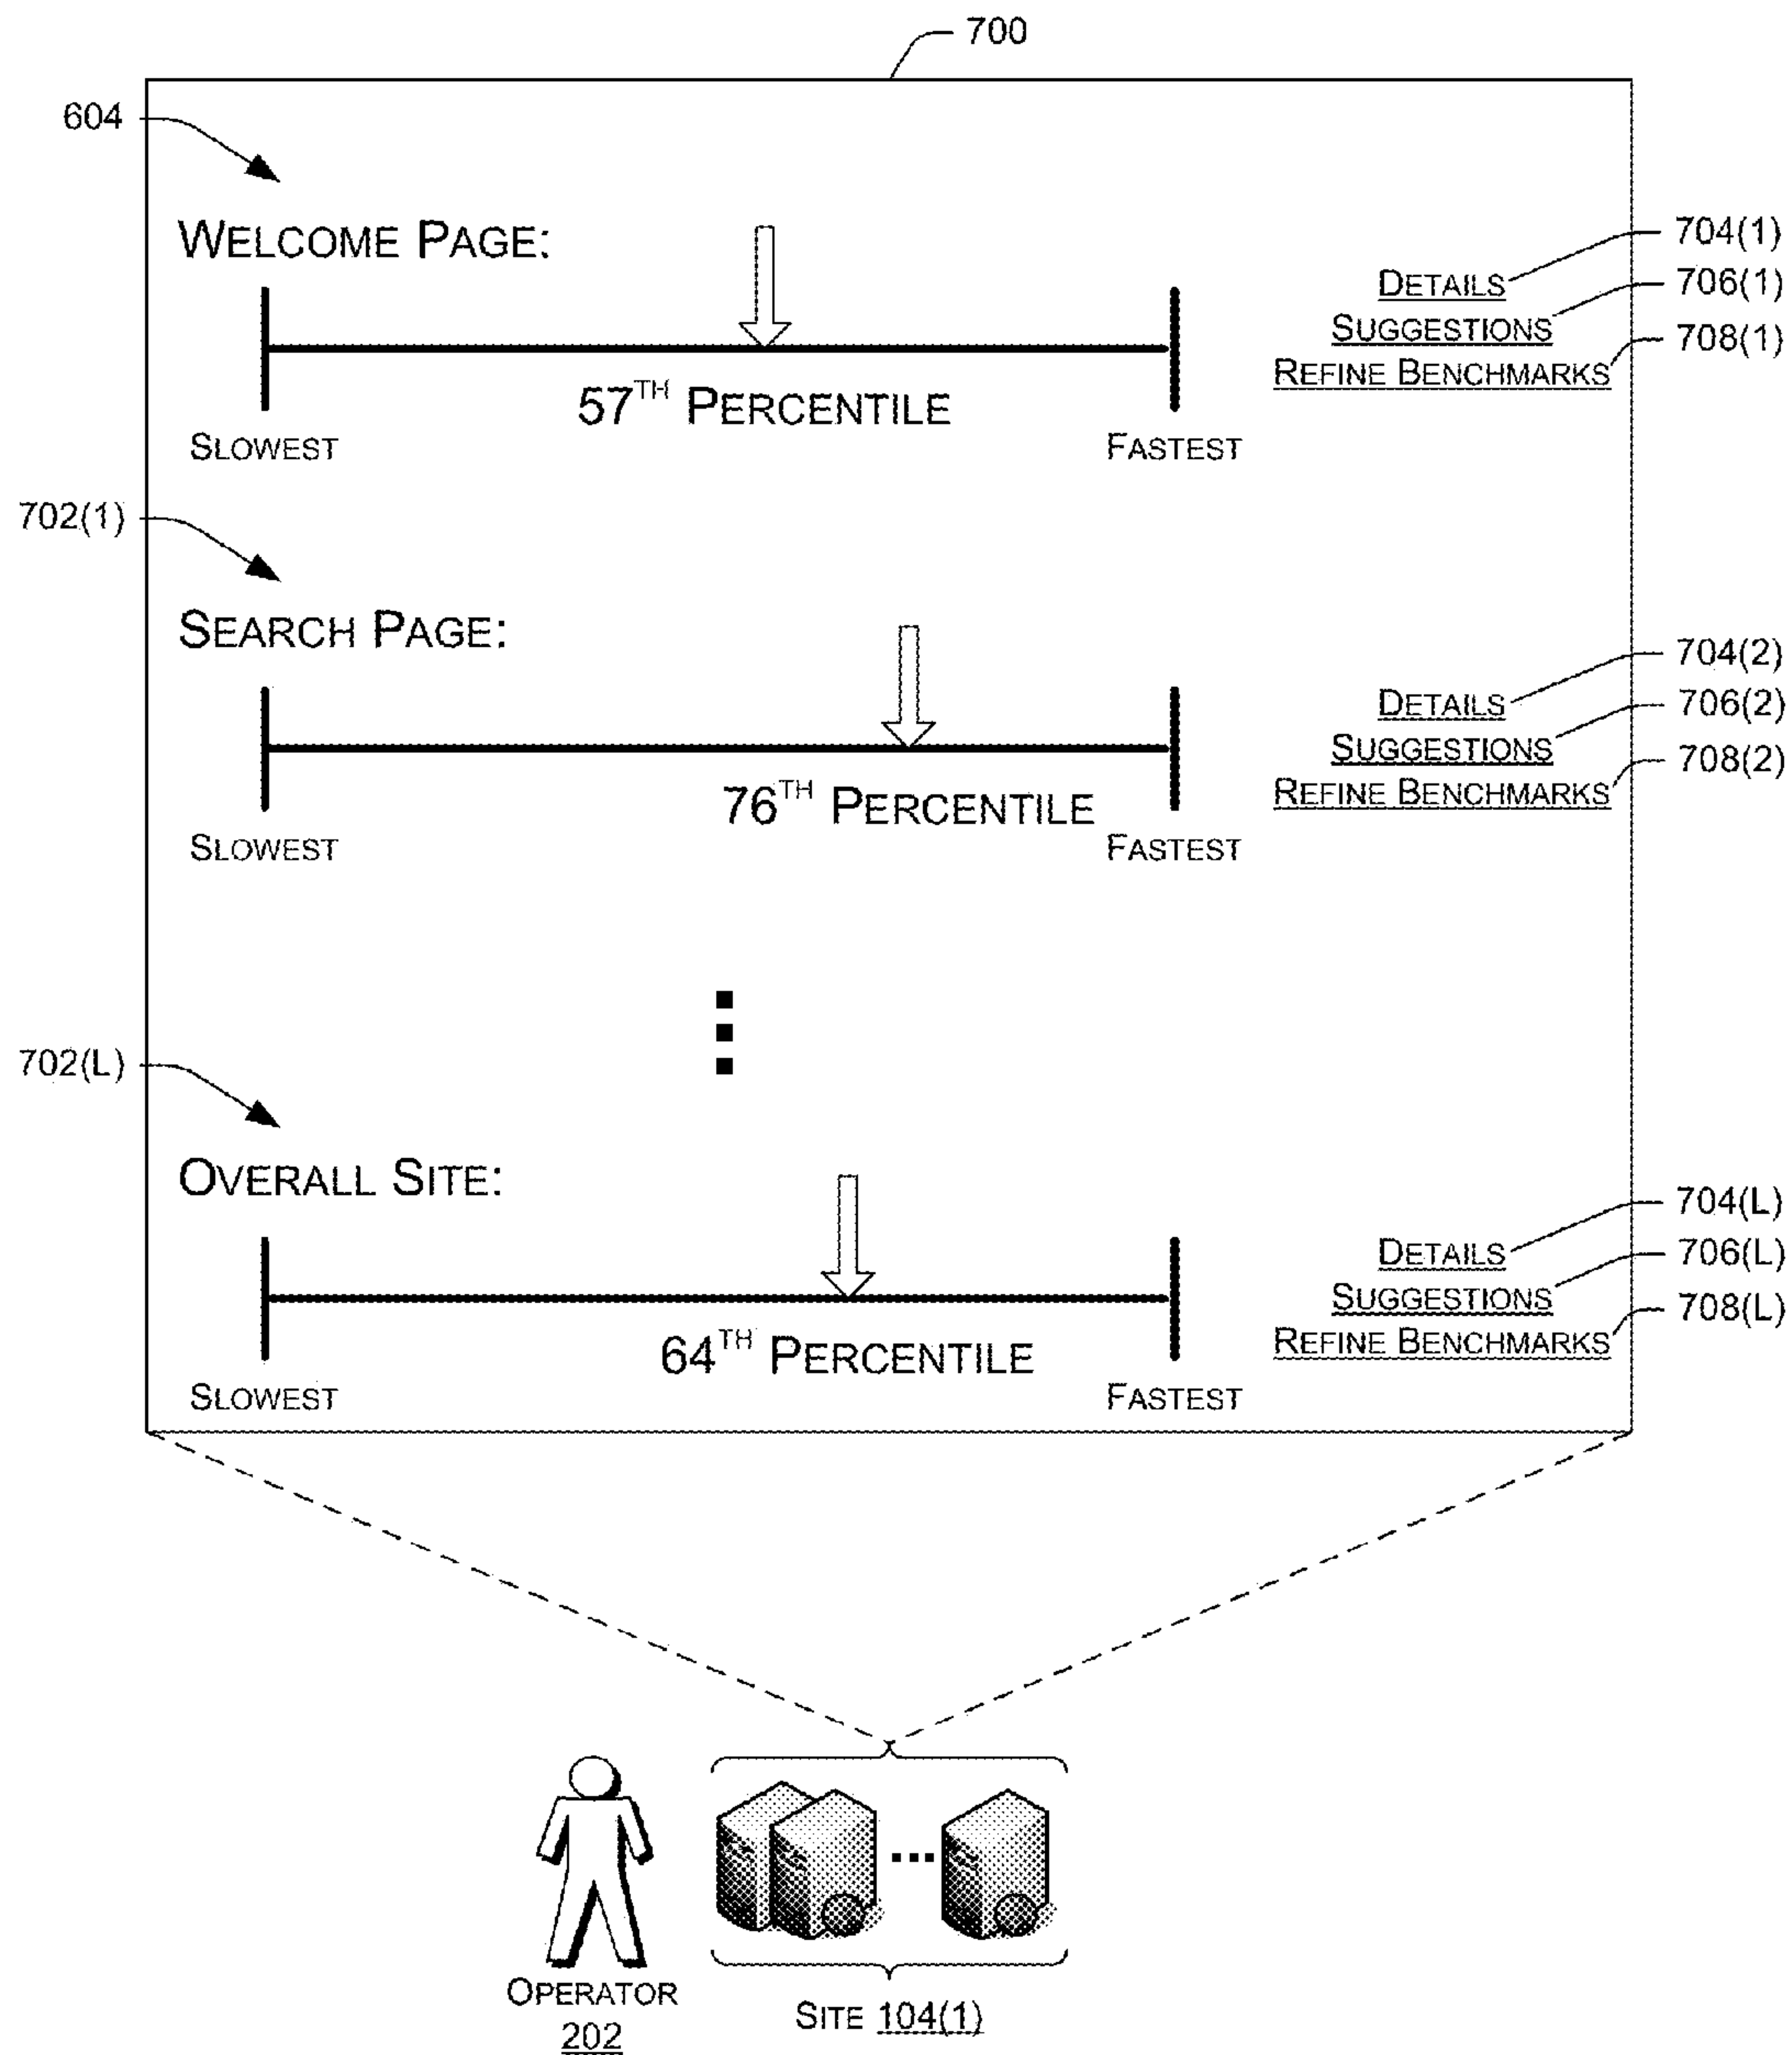 700
604
WELCOME PAGE:
704(1)
DETAILS
706(1)
SUGGESTIONS
708(1)
REFINE BENCHMARKS
57TH PERCENTILE
SLOWEST
FASTEST
702(1)
SEARCH PAGE:
704(2)
DETAILS
706(2)
SUGGESTIONS
708(2)
REFINE BENCHMARKS
76TH PERCENTILE
SLOWEST
FASTEST
702(L)
OVERALL SITE:
704(L)
DETAILS
706(L)
SUGGESTIONS
708(L)
REFINE BENCHMARKS
64TH PERCENTILE
SLOWEST
FASTEST
OPERATOR
202
SITE 104(1)